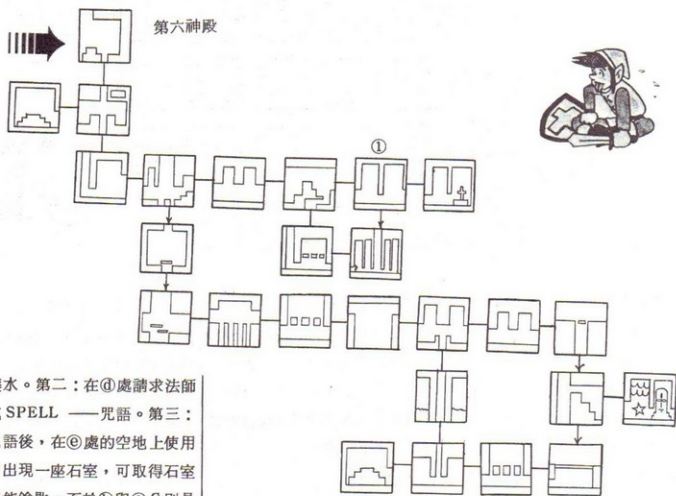 第六神殿
①
水。第二：在ⓓ處請求法師
SPELL ——咒語。第三：
語後，在ⓔ處的空地上使用
出現一座石室，可取得石室